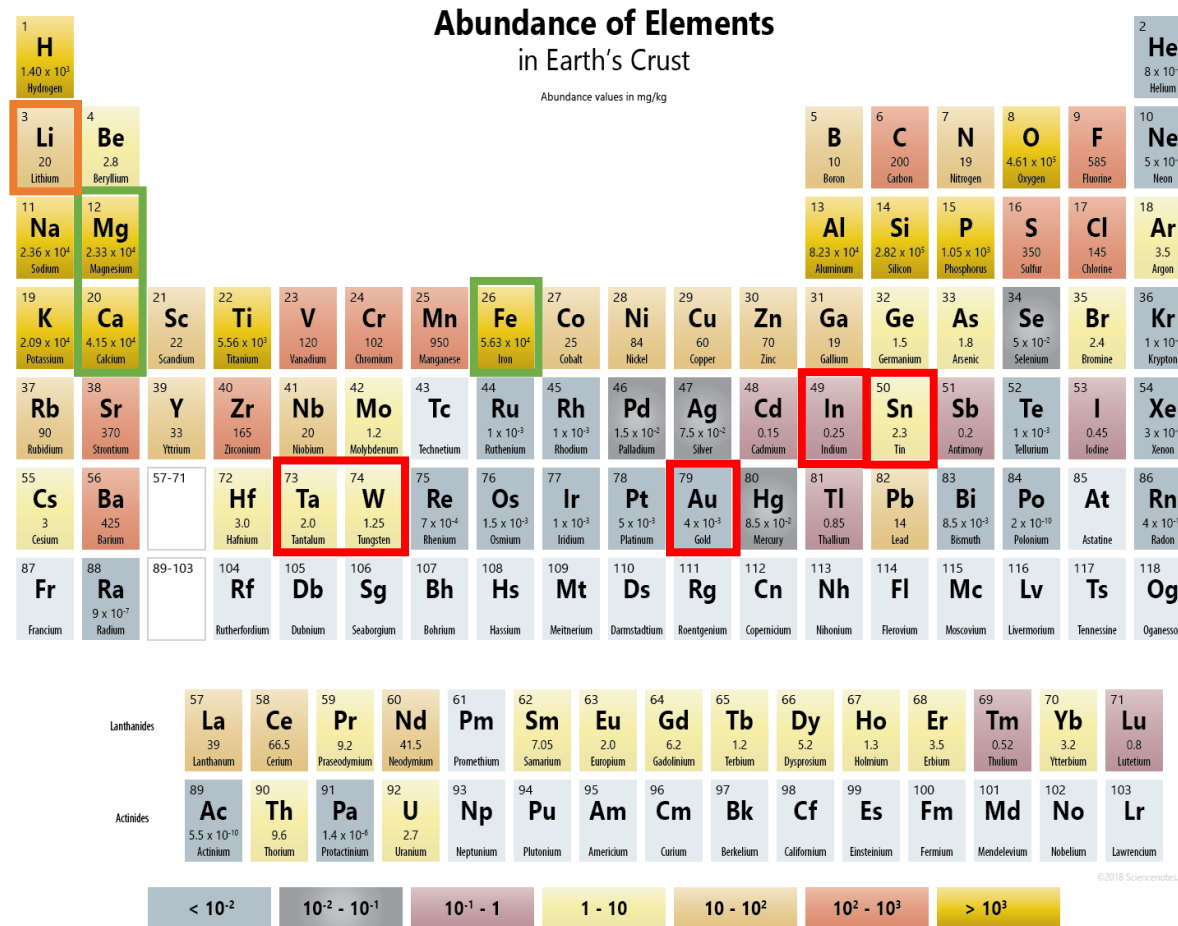 Abundance of Elements
in Earth's Crust
Abundance values in mg/kg
1
H
1.40 x 10³
Hydrogen
2
He
8 x 10⁻
Helium
3
Li
20
Lithium
4
Be
2.8
Beryllium
5
B
10
Boron
6
C
200
Carbon
7
N
19
Nitrogen
8
O
4.61 x 10⁵
Oxygen
9
F
585
Fluorine
10
Ne
5 x 10⁻
Neon
11
Na
2.36 x 10⁴
Sodium
12
Mg
2.33 x 10⁴
Magnesium
13
Al
8.23 x 10⁴
Aluminum
14
Si
2.82 x 10⁵
Silicon
15
P
1.05 x 10³
Phosphorus
16
S
350
Sulfur
17
Cl
145
Chlorine
18
Ar
3.5
Argon
19
K
2.09 x 10⁴
Potassium
20
Ca
4.15 x 10⁴
Calcium
21
Sc
22
Scandium
22
Ti
5.56 x 10³
Titanium
23
V
120
Vanadium
24
Cr
102
Chromium
25
Mn
950
Manganese
26
Fe
5.63 x 10⁴
Iron
27
Co
25
Cobalt
28
Ni
84
Nickel
29
Cu
60
Copper
30
Zn
70
Zinc
31
Ga
19
Gallium
32
Ge
1.5
Germanium
33
As
1.8
Arsenic
34
Se
5 x 10⁻²
Selenium
35
Br
2.4
Bromine
36
Kr
1 x 10⁻
Krypton
37
Rb
90
Rubidium
38
Sr
370
Strontium
39
Y
33
Yttrium
40
Zr
165
Zirconium
41
Nb
20
Niobium
42
Mo
1.2
Molybdenum
43
Tc
Technetium
44
Ru
1 x 10⁻³
Ruthenium
45
Rh
1 x 10⁻³
Rhodium
46
Pd
1.5 x 10⁻²
Palladium
47
Ag
7.5 x 10⁻²
Silver
48
Cd
0.15
Cadmium
49
In
0.25
Indium
50
Sn
2.3
Tin
51
Sb
0.2
Antimony
52
Te
1 x 10⁻³
Tellurium
53
I
0.45
Iodine
54
Xe
3 x 10⁻
Xenon
55
Cs
3
Cesium
56
Ba
425
Barium
57-71
72
Hf
3.0
Hafnium
73
Ta
2.0
Tantalum
74
W
1.25
Tungsten
75
Re
7 x 10⁻⁴
Rhenium
76
Os
1.5 x 10⁻³
Osmium
77
Ir
1 x 10⁻³
Iridium
78
Pt
5 x 10⁻³
Platinum
79
Au
4 x 10⁻³
Gold
80
Hg
8.5 x 10⁻²
Mercury
81
Tl
0.85
Thallium
82
Pb
14
Lead
83
Bi
8.5 x 10⁻³
Bismuth
84
Po
2 x 10⁻¹⁰
Polonium
85
At
Astatine
86
Rn
4 x 10⁻
Radon
87
Fr
Francium
88
Ra
9 x 10⁻⁷
Radium
89-103
104
Rf
Rutherfordium
105
Db
Dubnium
106
Sg
Seaborgium
107
Bh
Bohrium
108
Hs
Hassium
109
Mt
Meitnerium
110
Ds
Darmstadtium
111
Rg
Roentgenium
112
Cn
Copernicium
113
Nh
Nihonium
114
Fl
Flerovium
115
Mc
Moscovium
116
Lv
Livermorium
117
Ts
Tennessine
118
Og
Oganesso
Lanthanides
57
La
39
Lanthanum
58
Ce
66.5
Cerium
59
Pr
9.2
Praseodymium
60
Nd
41.5
Neodymium
61
Pm
Promethium
62
Sm
7.05
Samarium
63
Eu
2.0
Europium
64
Gd
6.2
Gadolinium
65
Tb
1.2
Terbium
66
Dy
5.2
Dysprosium
67
Ho
1.3
Holmium
68
Er
3.5
Erbium
69
Tm
0.52
Thulium
70
Yb
3.2
Ytterbium
71
Lu
0.8
Lutetium
Actinides
89
Ac
5.5 x 10⁻¹⁰
Actinium
90
Th
9.6
Thorium
91
Pa
1.4 x 10⁻⁶
Protactinium
92
U
2.7
Uranium
93
Np
Neptunium
94
Pu
Plutonium
95
Am
Americium
96
Cm
Curium
97
Bk
Berkelium
98
Cf
Californium
99
Es
Einsteinium
100
Fm
Fermium
101
Md
Mendelevium
102
No
Nobelium
103
Lr
Lawrencium
©2018 Sciencenotes.
< 10⁻²
10⁻² - 10⁻¹
10⁻¹ - 1
1 - 10
10 - 10²
10² - 10³
> 10³